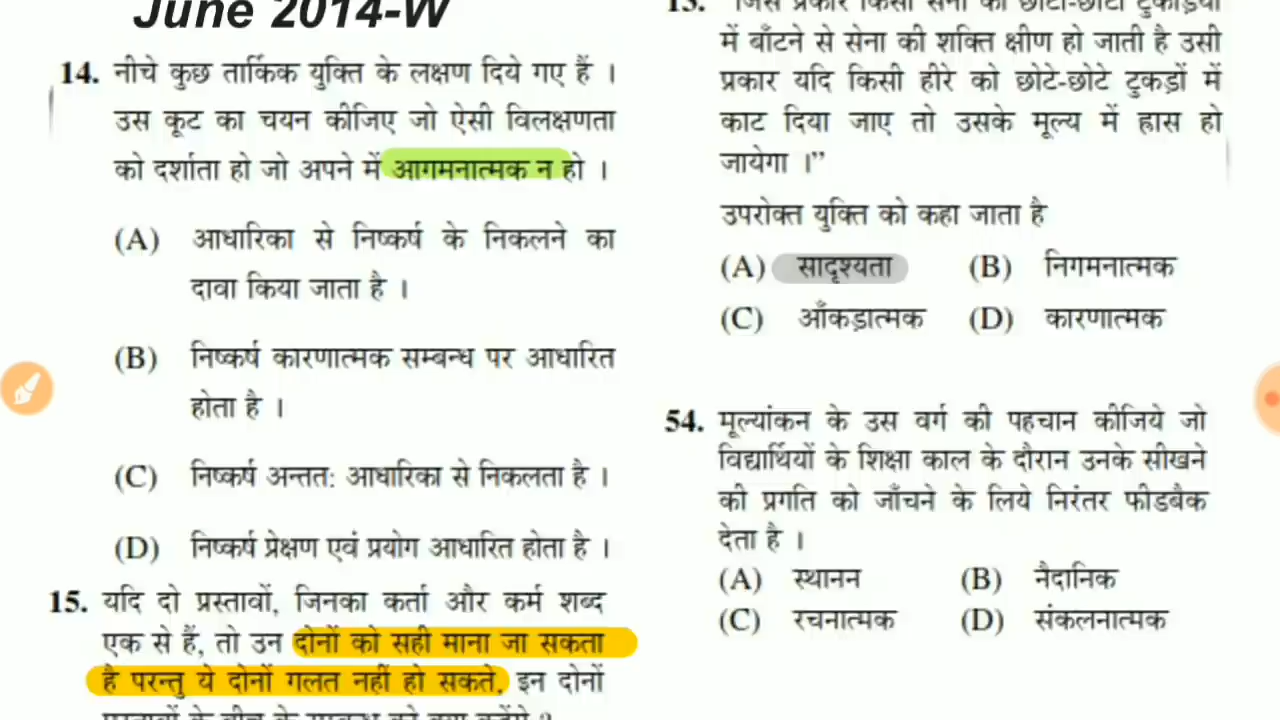 June 2014-W
14. नीचे कुछ तार्किक युक्ति के लक्षण दिये गए हैं ।
उस कूट का चयन कीजिए जो ऐसी विलक्षणता
को दर्शाता हो जो अपने में आगमनात्मक न हो ।
(A) आधारिका से निष्कर्ष के निकलने का
दावा किया जाता है ।
(B) निष्कर्ष कारणात्मक सम्बन्ध पर आधारित
होता है ।
(C) निष्कर्ष अन्तत: आधारिका से निकलता है ।
(D) निष्कर्ष प्रेक्षण एवं प्रयोग आधारित होता है ।
15. यदि दो प्रस्तावों, जिनका कर्ता और कर्म शब्द
एक से हैं, तो उन दोनों को सही माना जा सकता
है परन्तु ये दोनों गलत नहीं हो सकते, इन दोनों
13. "जिस प्रकार किसी सेना को छोटी-छोटी टुकड़ियों
में बाँटने से सेना की शक्ति क्षीण हो जाती है उसी
प्रकार यदि किसी हीरे को छोटे-छोटे टुकड़ों में
काट दिया जाए तो उसके मूल्य में ह्रास हो
जायेगा ।”
उपरोक्त युक्ति को कहा जाता है
(A) सादृश्यता (B) निगमनात्मक
(C) आँकड़ात्मक (D) कारणात्मक
54. मूल्यांकन के उस वर्ग की पहचान कीजिये जो
विद्यार्थियों के शिक्षा काल के दौरान उनके सीखने
की प्रगति को जाँचने के लिये निरंतर फीडबैक
देता है ।
(A) स्थानन (B) नैदानिक
(C) रचनात्मक (D) संकलनात्मक